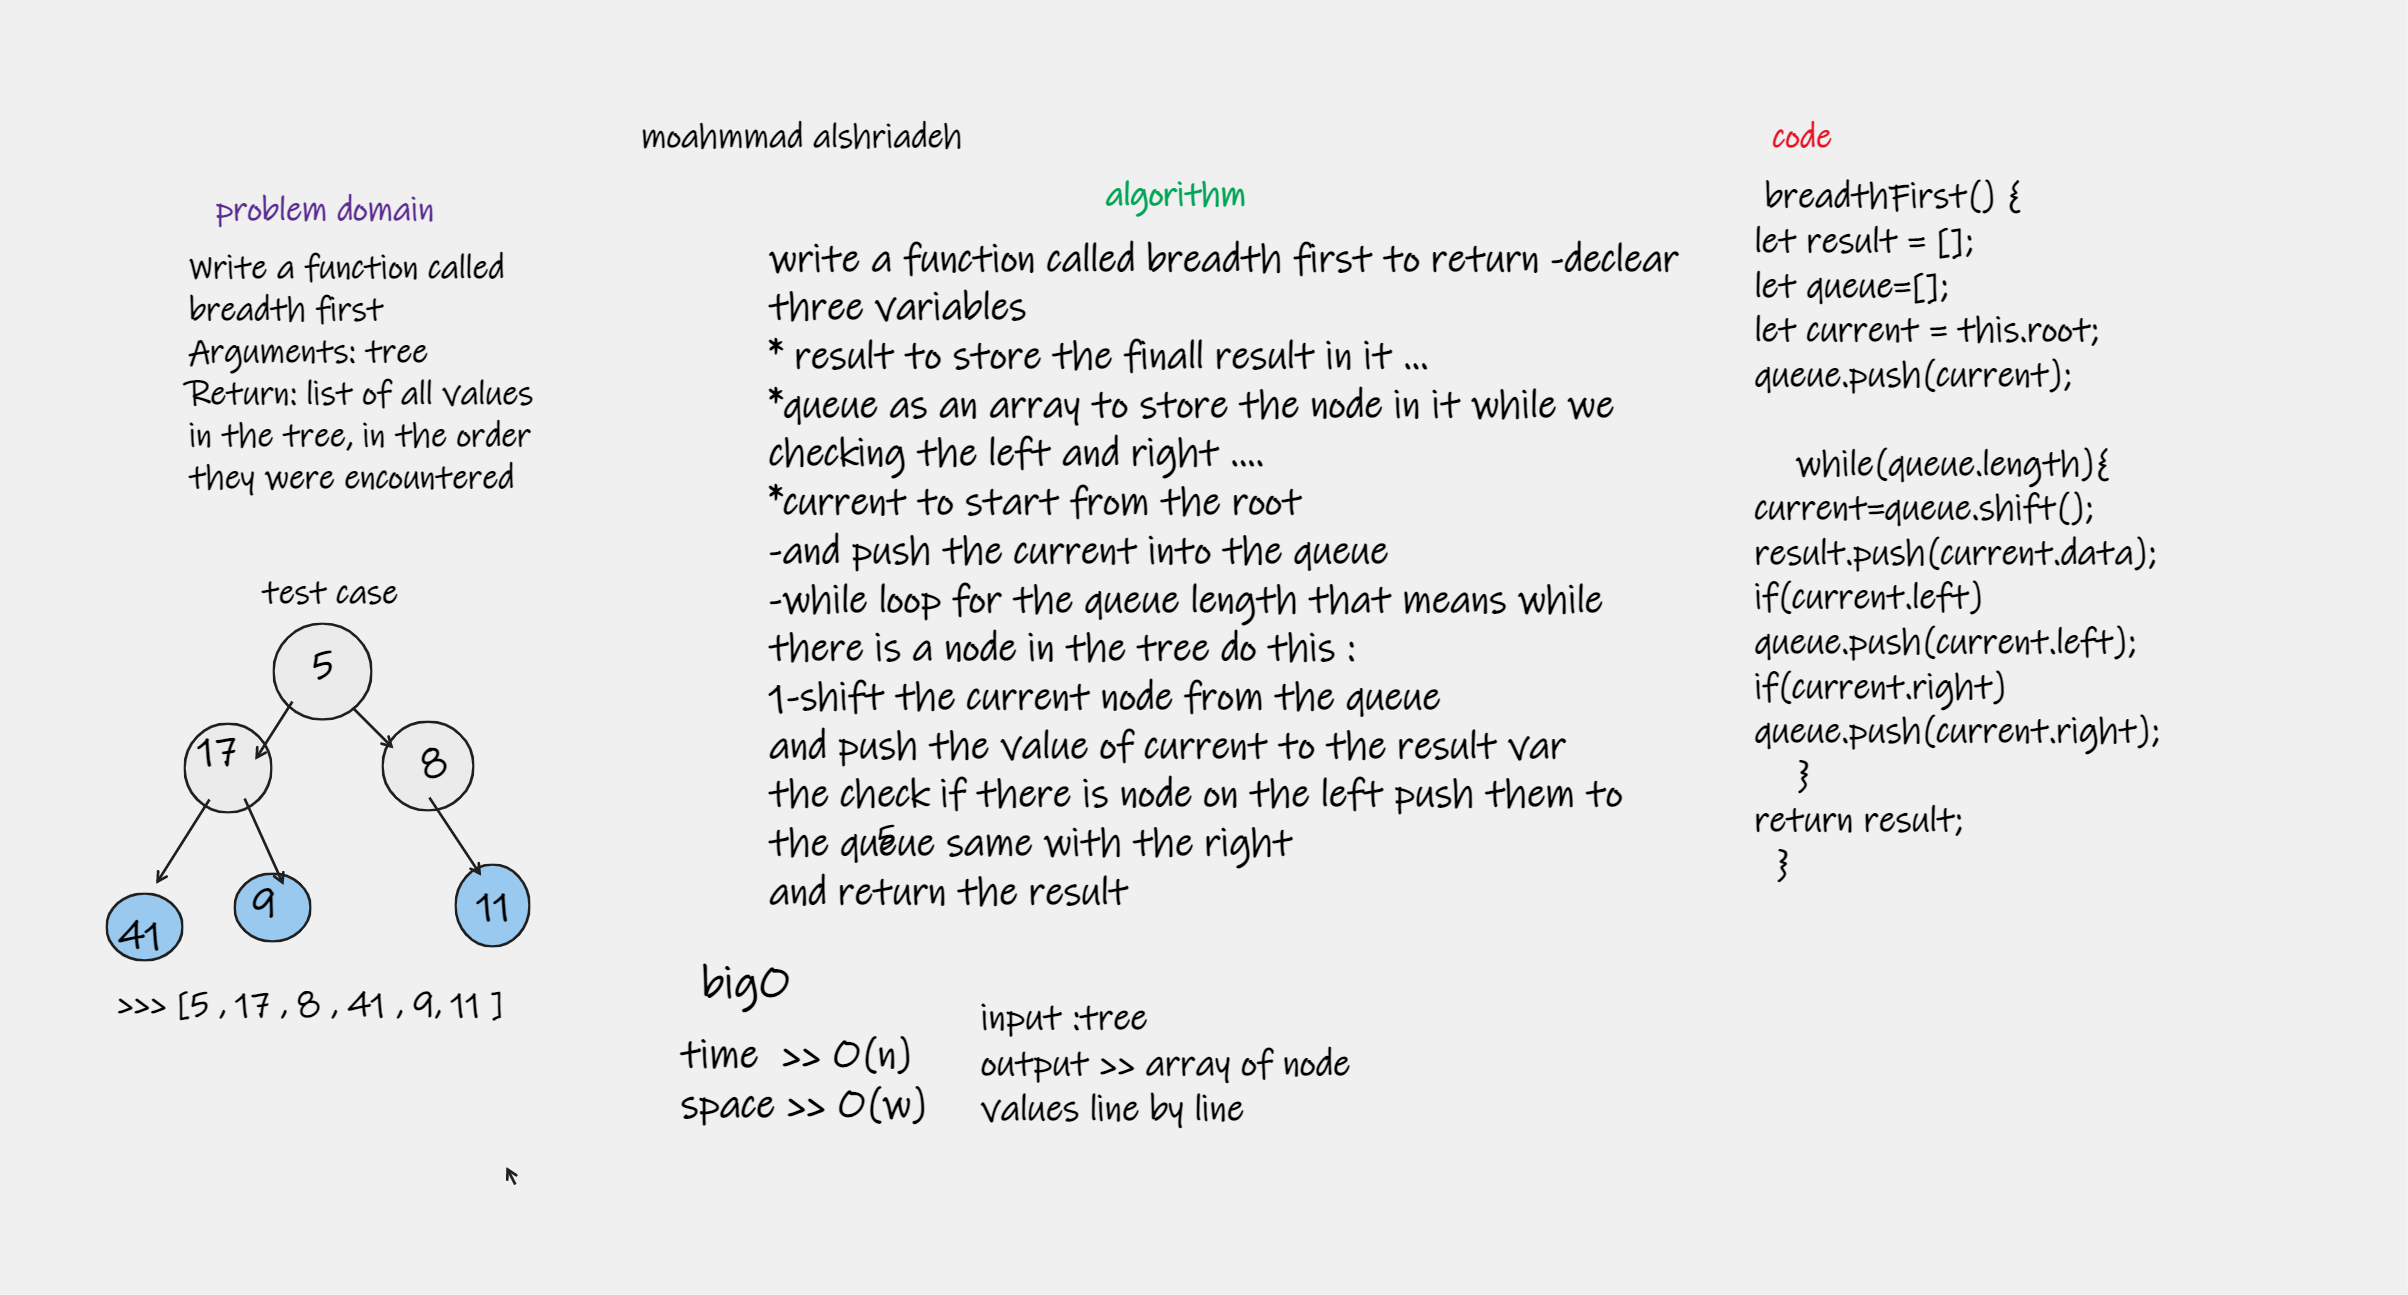 moahmmad alshriadeh
problem domain
Write a function called
breadth first
Arguments: tree
Return: list of all values
in the tree, in the order
they were encountered
test case
5
17
8
41
9
11
>>> [5 , 17 , 8 , 41 , 9, 11 ]
algorithm
write a function called breadth first to return -declear
three variables
* result to store the finall result in it ...
*queue as an array to store the node in it while we
checking the left and right ....
*current to start from the root
-and push the current into the queue
-while loop for the queue length that means while
there is a node in the tree do this :
1-shift the current node from the queue
and push the value of current to the result var
the check if there is node on the left push them to
the queue same with the right
5
and return the result
bigO
time >> O(n)
space >> O(w)
input :tree
output >> array of node
values line by line
code
breadthFirst() {
let result = [];
let queue=[];
let current = this.root;
queue.push(current);
while(queue.length){
current=queue.shift();
result.push(current.data);
if(current.left)
queue.push(current.left);
if(current.right)
queue.push(current.right);
}
return result;
}